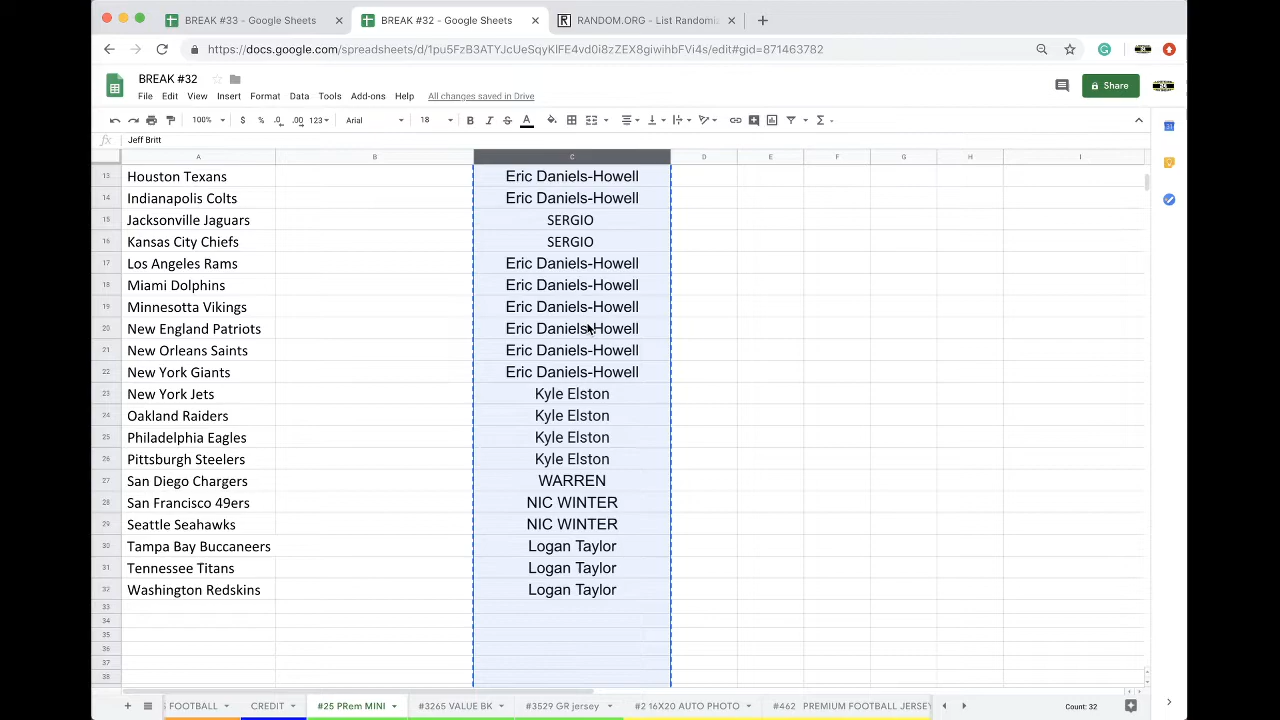 BREAK #33 - Google Sheets
BREAK #32 - Google Sheets
RANDOM.ORG - List Randomi
https://docs.google.com/spreadsheets/d/1pu5FzB3ATYJcUeSqyKlFE4vd0i8zZEX8giwihbFVi4s/edit#gid=871463782
BREAK #32
File Edit View Insert Format Data Tools Add-ons Help All changes saved in Drive
Share
100% $ % .0 .00 123 Arial 18 B I S A
fx Jeff Britt
A B C D E F G H I
13 Houston Texans Eric Daniels-Howell
14 Indianapolis Colts Eric Daniels-Howell
15 Jacksonville Jaguars SERGIO
16 Kansas City Chiefs SERGIO
17 Los Angeles Rams Eric Daniels-Howell
18 Miami Dolphins Eric Daniels-Howell
19 Minnesotta Vikings Eric Daniels-Howell
20 New England Patriots Eric Daniels-Howell
21 New Orleans Saints Eric Daniels-Howell
22 New York Giants Eric Daniels-Howell
23 New York Jets Kyle Elston
24 Oakland Raiders Kyle Elston
25 Philadelphia Eagles Kyle Elston
26 Pittsburgh Steelers Kyle Elston
27 San Diego Chargers WARREN
28 San Francisco 49ers NIC WINTER
29 Seattle Seahawks NIC WINTER
30 Tampa Bay Buccaneers Logan Taylor
31 Tennessee Titans Logan Taylor
32 Washington Redskins Logan Taylor
33
34
35
36
37
38
FOOTBALL CREDIT #25 PRem MINI #3265 VALUE BK #3529 GR jersey #2 16X20 AUTO PHOTO #462 PREMIUM FOOTBALL JERSEY Count: 32